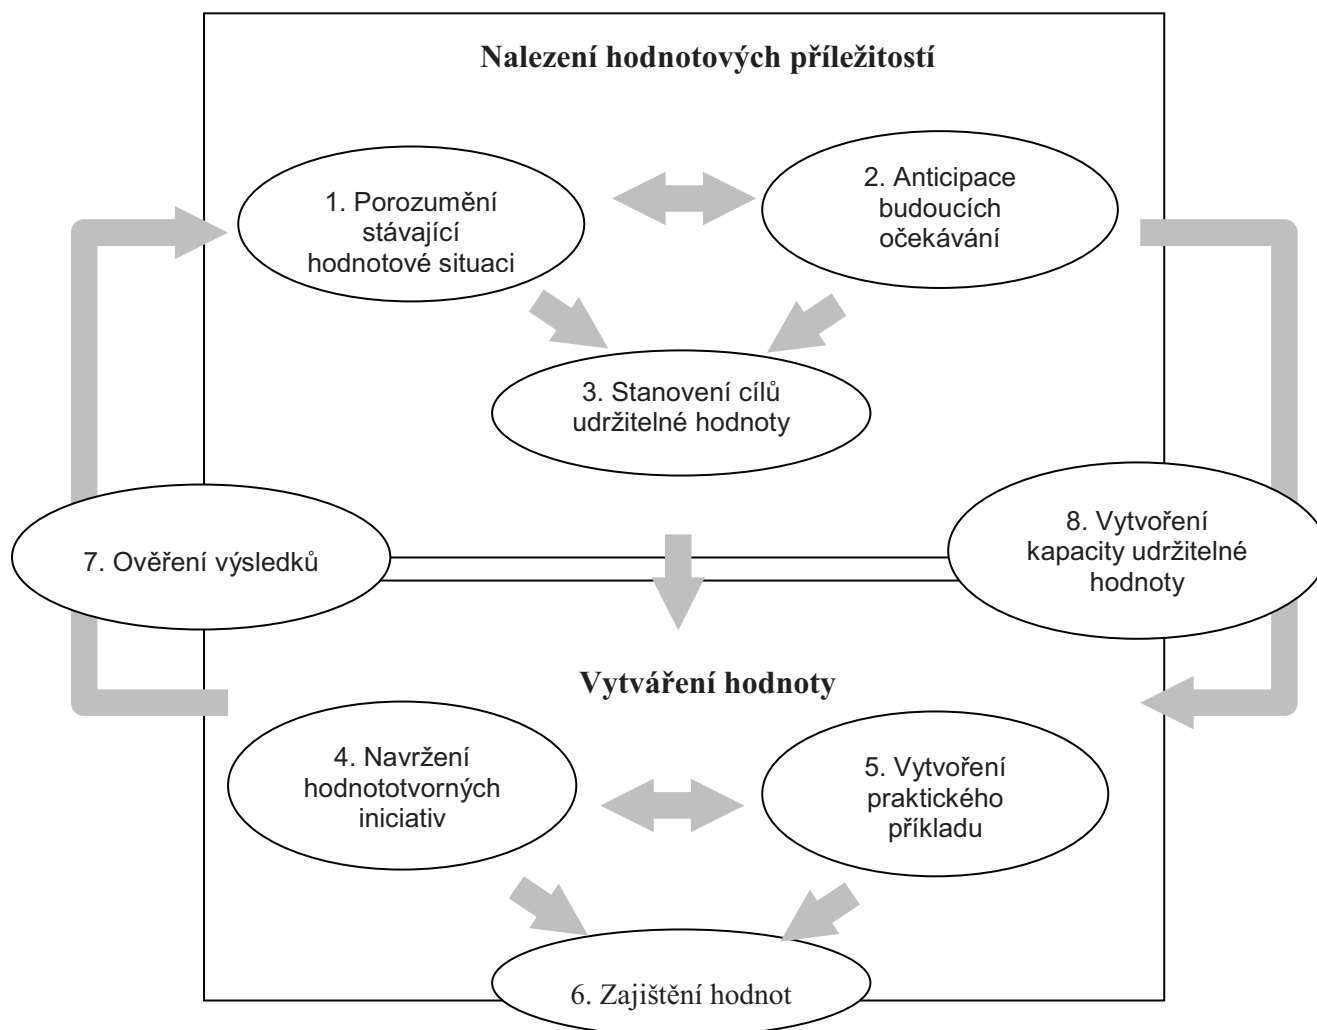 Nalezení hodnotových příležitostí
1. Porozumění
stávající
hodnotové situaci
2. Anticipace
budoucích
očekávání
3. Stanovení cílů
udržitelné hodnoty
7. Ověření výsledků
8. Vytvoření
kapacity udržitelné
hodnoty
Vytváření hodnoty
4. Navržení
hodnototvorných
iniciativ
5. Vytvoření
praktického
příkladu
6. Zajištění hodnot